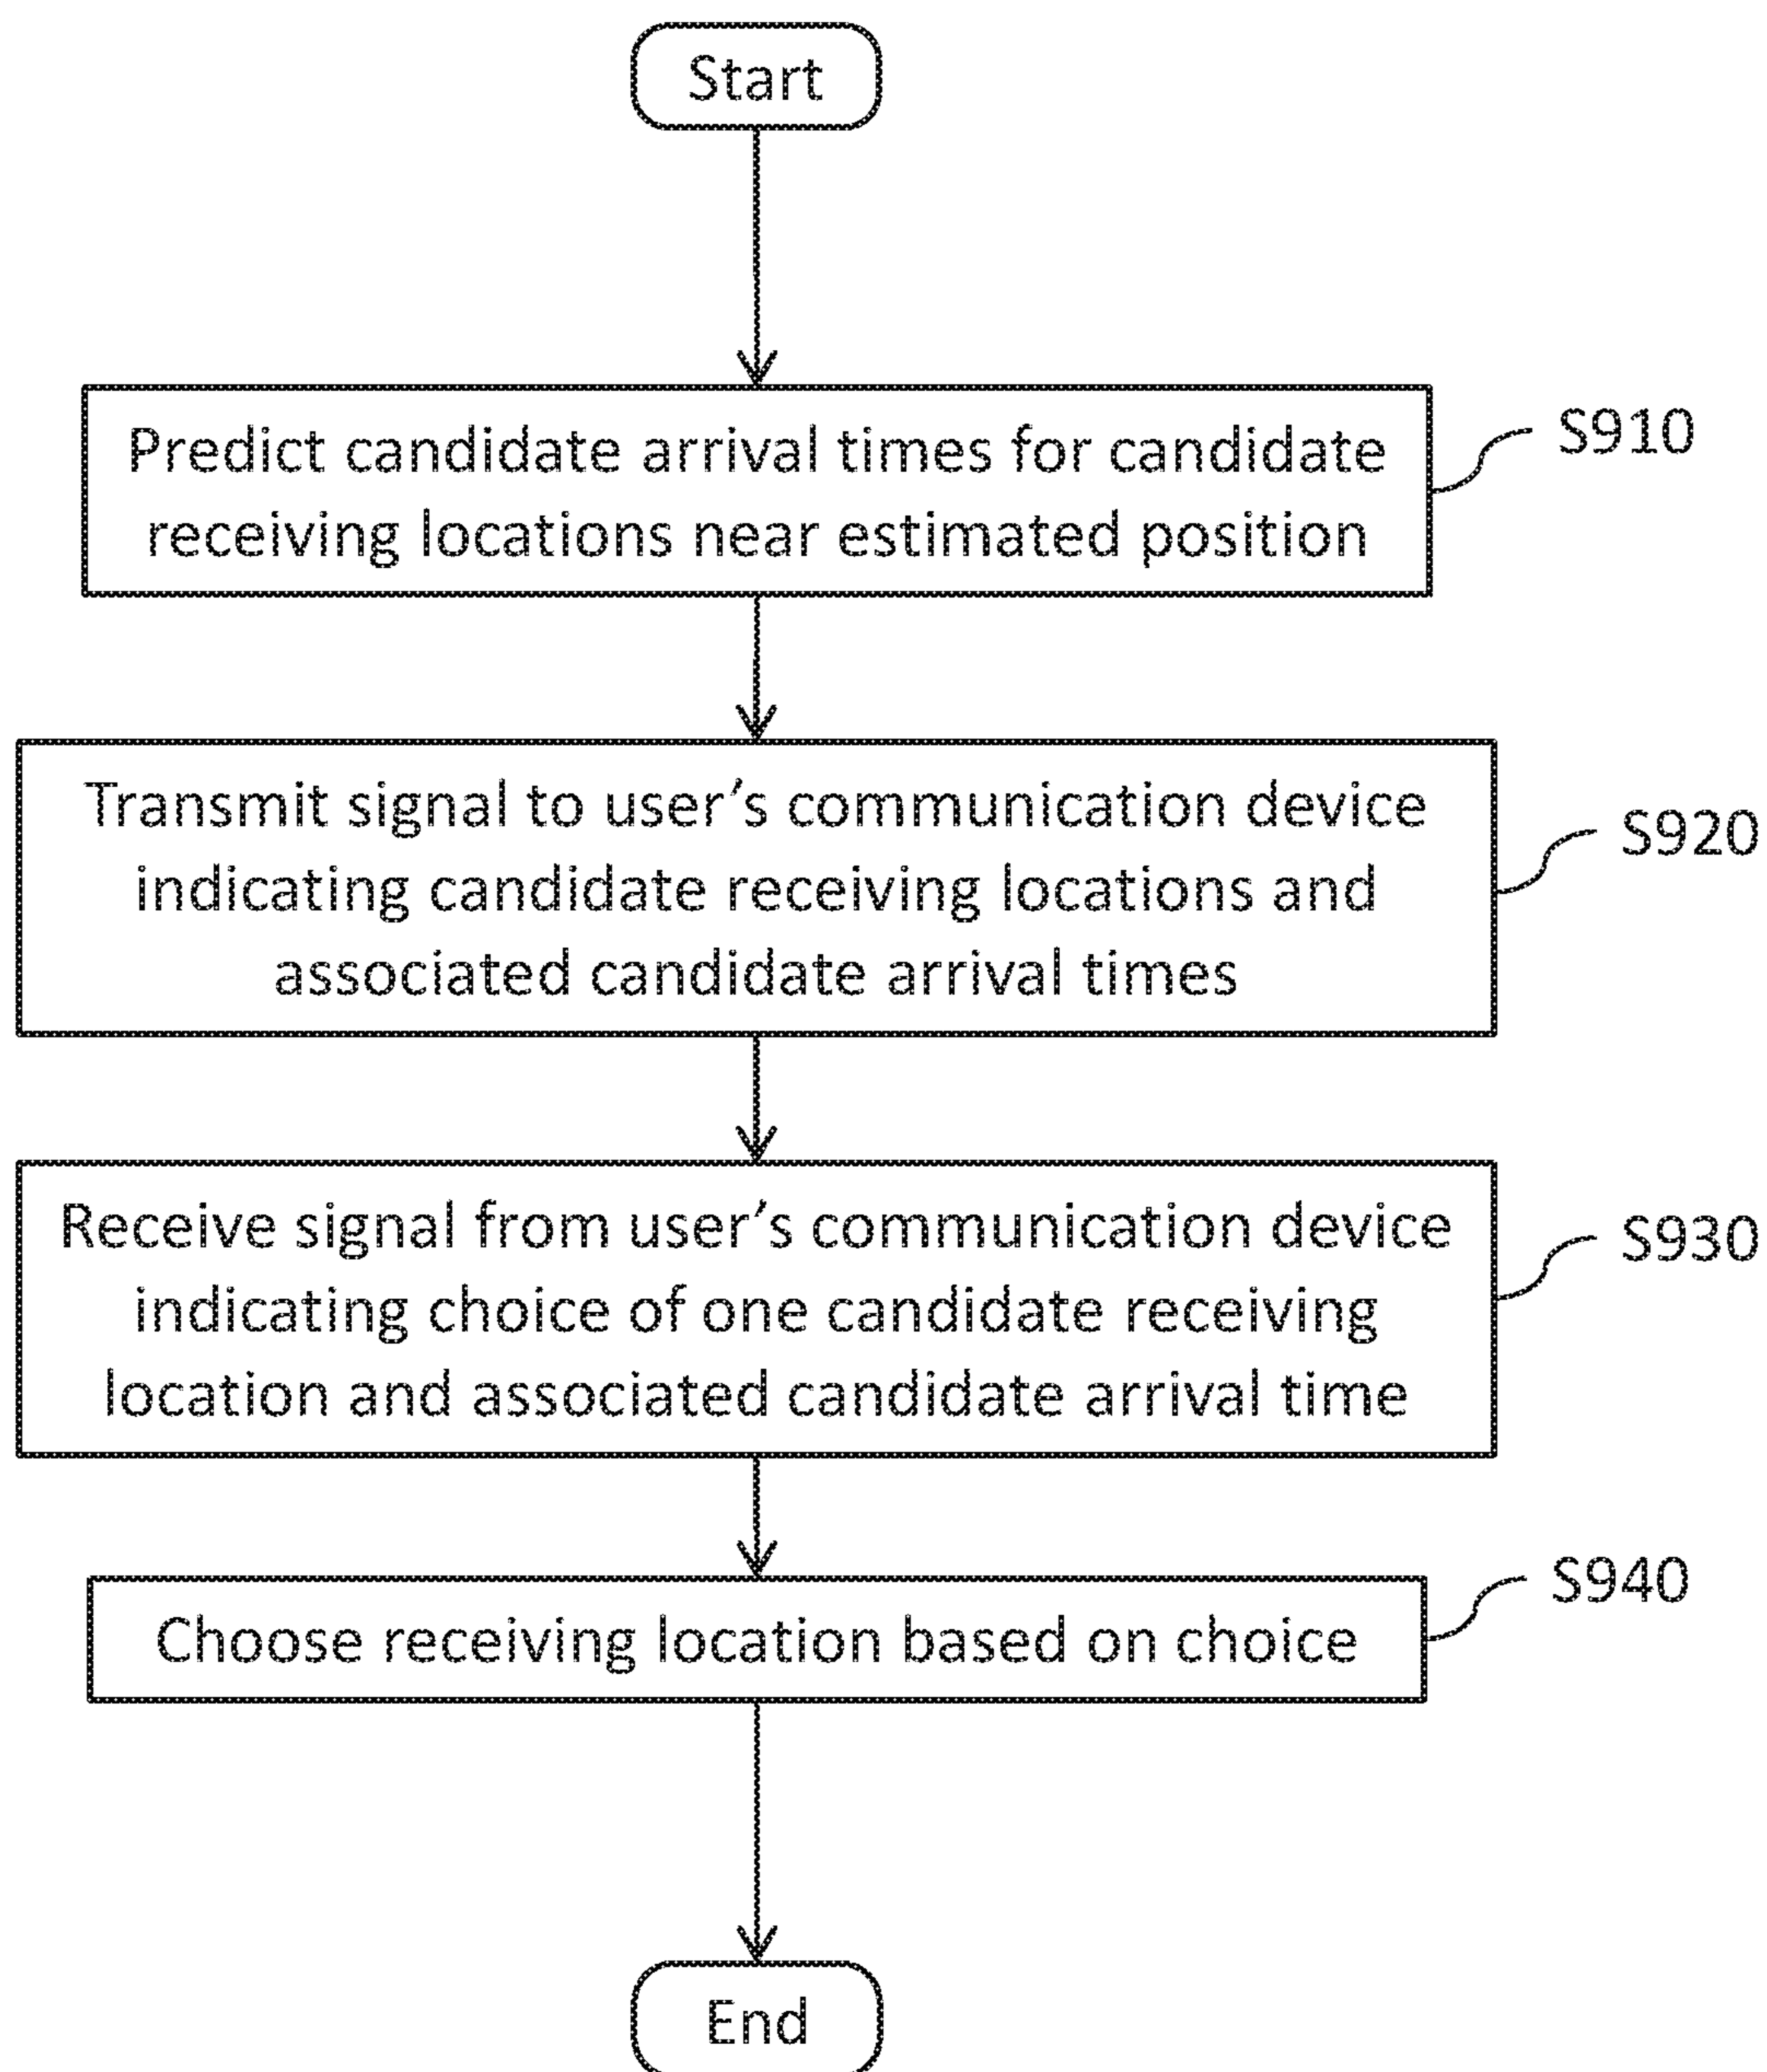 Start
Predict candidate arrival times for candidate
receiving locations near estimated position
S910
Transmit signal to user's communication device
indicating candidate receiving locations and
associated candidate arrival times
S920
Receive signal from user's communication device
indicating choice of one candidate receiving
location and associated candidate arrival time
S930
Choose receiving location based on choice
S940
End